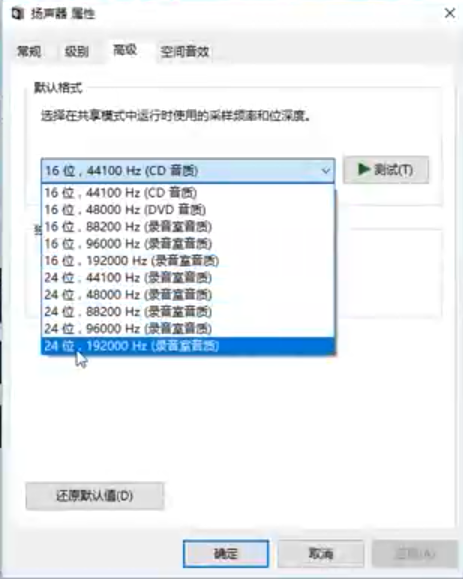 扬声器 属性
常规 级别 高级 空间音效
默认格式
选择在共享模式中运行时使用的采样频率和位深度。
16 位，44100 Hz (CD 音质)
测试(T)
16 位，44100 Hz (CD 音质)
16 位，48000 Hz (DVD 音质)
16 位，88200 Hz (录音室音质)
16 位，96000 Hz (录音室音质)
16 位，192000 Hz (录音室音质)
24 位，44100 Hz (录音室音质)
24 位，48000 Hz (录音室音质)
24 位，88200 Hz (录音室音质)
24 位，96000 Hz (录音室音质)
24 位，192000 Hz (录音室音质)
还原默认值(D)
确定 取消 应用(A)